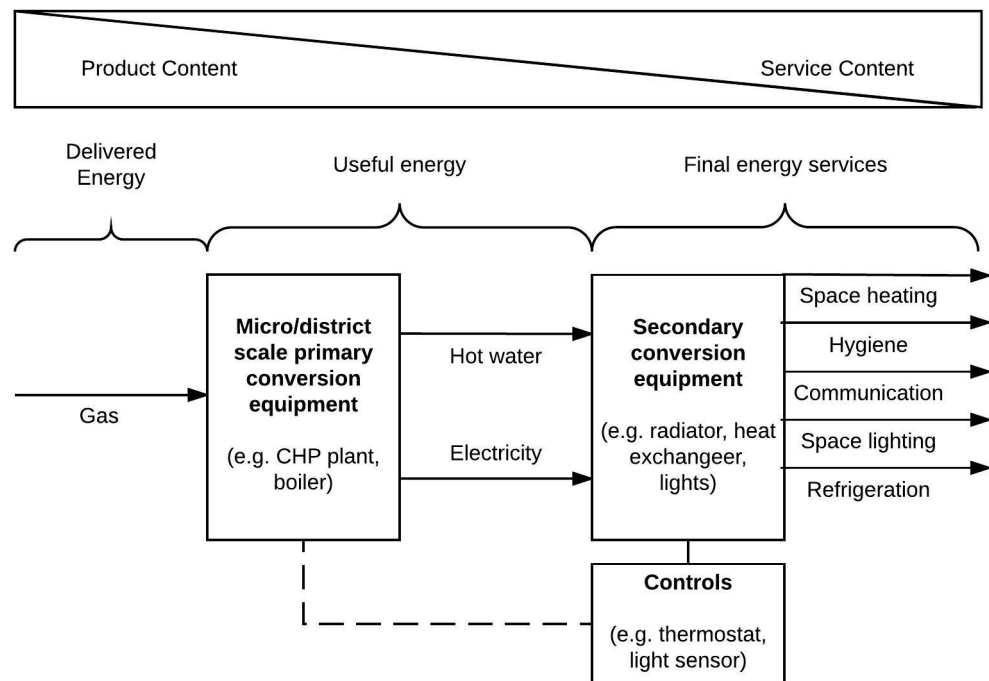 Product Content
Service Content
Delivered
Energy
Useful energy
Final energy services
Gas
Micro/district
scale primary
conversion
equipment
(e.g. CHP plant,
boiler)
Hot water
Electricity
Secondary
conversion
equipment
(e.g. radiator, heat
exchangeer,
lights)
Space heating
Hygiene
Communication
Space lighting
Refrigeration
Controls
(e.g. thermostat,
light sensor)